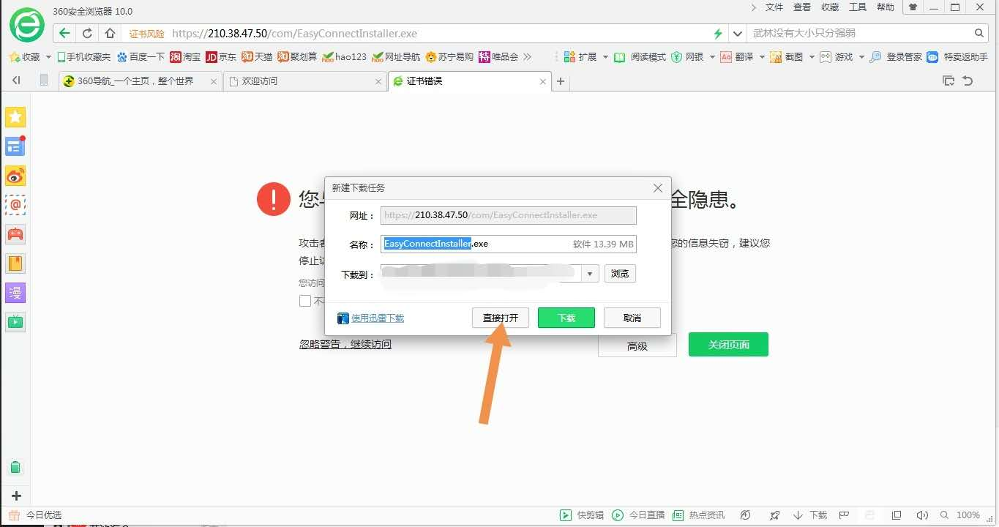 360安全浏览器 10.0
文件 查看 收藏 工具 帮助
证书风险 https://210.38.47.50/com/EasyConnectInstaller.exe
武林没有大小只分强弱
收藏 手机收藏夹 百度一下 淘宝 京东 天猫 聚划算 hao123 网址导航 苏宁易购 唯品会 扩展 阅读模式 网银 翻译 截图 游戏 登录管家 特卖返助手
360导航_一个主页，整个世界
欢迎访问
证书错误
新建下载任务
全隐患。
网址： https://210.38.47.50/com/EasyConnectInstaller.exe
名称： EasyConnectInstaller.exe 软件 13.39 MB
攻击者
您的信息失窃，建议您
停止
下载到： 浏览
您访问
不
使用迅雷下载 直接打开 下载 取消
忽略警告，继续访问 高级 关闭页面
今日优选 快剪辑 今日直播 热点资讯 下载 100%